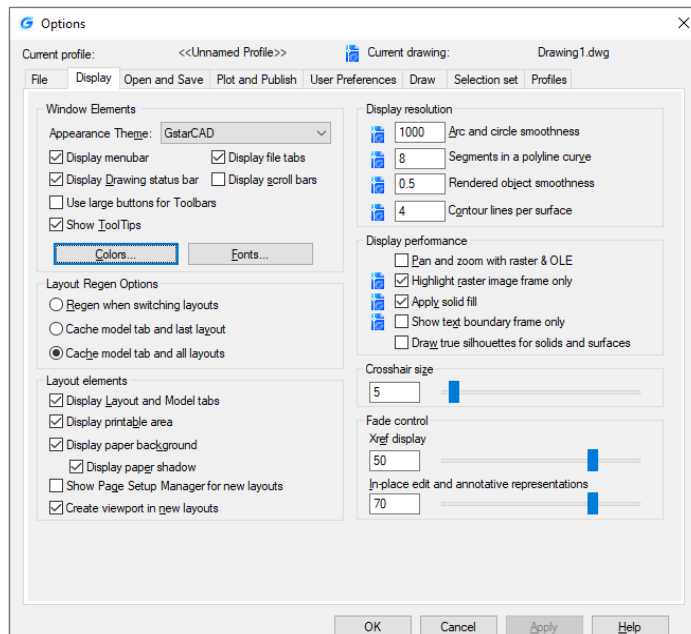 Options
Current profile: <<Unnamed Profile>> Current drawing: Drawing1.dwg
File Display Open and Save Plot and Publish User Preferences Draw Selection set Profiles
Window Elements
Appearance Theme: GstarCAD
Display menubar Display file tabs
Display Drawing status bar Display scroll bars
Use large buttons for Toolbars
Show ToolTips
Colors... Fonts...
Layout Regen Options
Regen when switching layouts
Cache model tab and last layout
Cache model tab and all layouts
Layout elements
Display Layout and Model tabs
Display printable area
Display paper background
Display paper shadow
Show Page Setup Manager for new layouts
Create viewport in new layouts
Display resolution
1000 Arc and circle smoothness
8 Segments in a polyline curve
0.5 Rendered object smoothness
4 Contour lines per surface
Display performance
Pan and zoom with raster & OLE
Highlight raster image frame only
Apply solid fill
Show text boundary frame only
Draw true silhouettes for solids and surfaces
Crosshair size
5
Fade control
Xref display
50
In-place edit and annotative representations
70
OK Cancel Apply Help